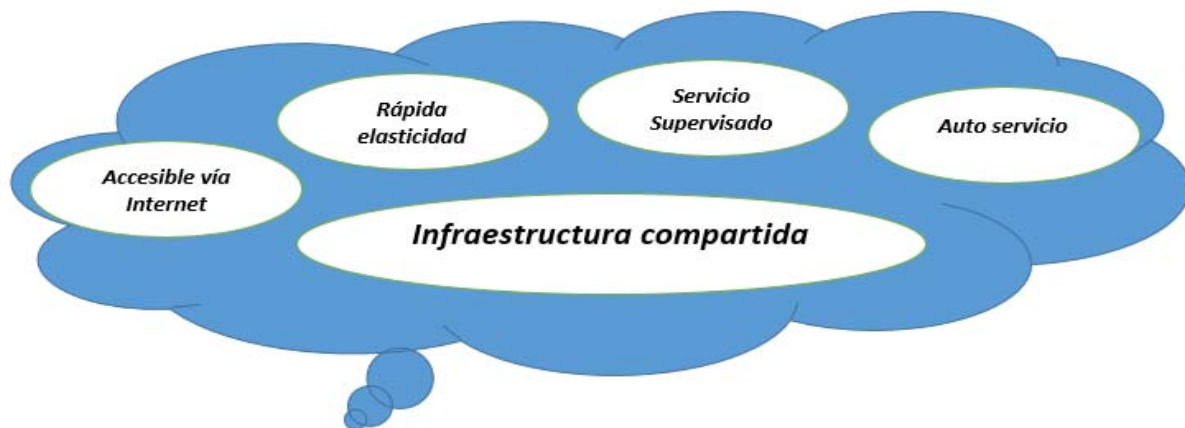 Rápida
elasticidad
Servicio
Supervisado
Auto servicio
Accesible vía
Internet
Infraestructura compartida